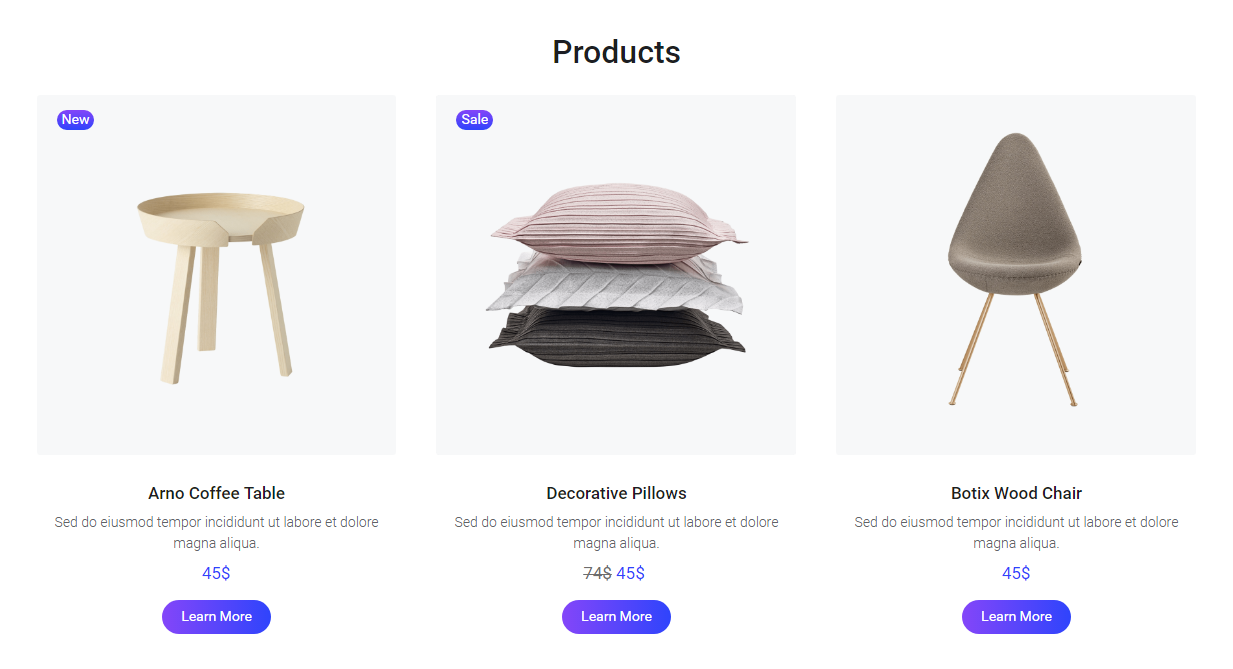 Products
New
Sale
Arno Coffee Table
Sed do eiusmod tempor incididunt ut labore et dolore
magna aliqua.
45$
Learn More
Decorative Pillows
Sed do eiusmod tempor incididunt ut labore et dolore
magna aliqua.
74$ 45$
Learn More
Botix Wood Chair
Sed do eiusmod tempor incididunt ut labore et dolore
magna aliqua.
45$
Learn More